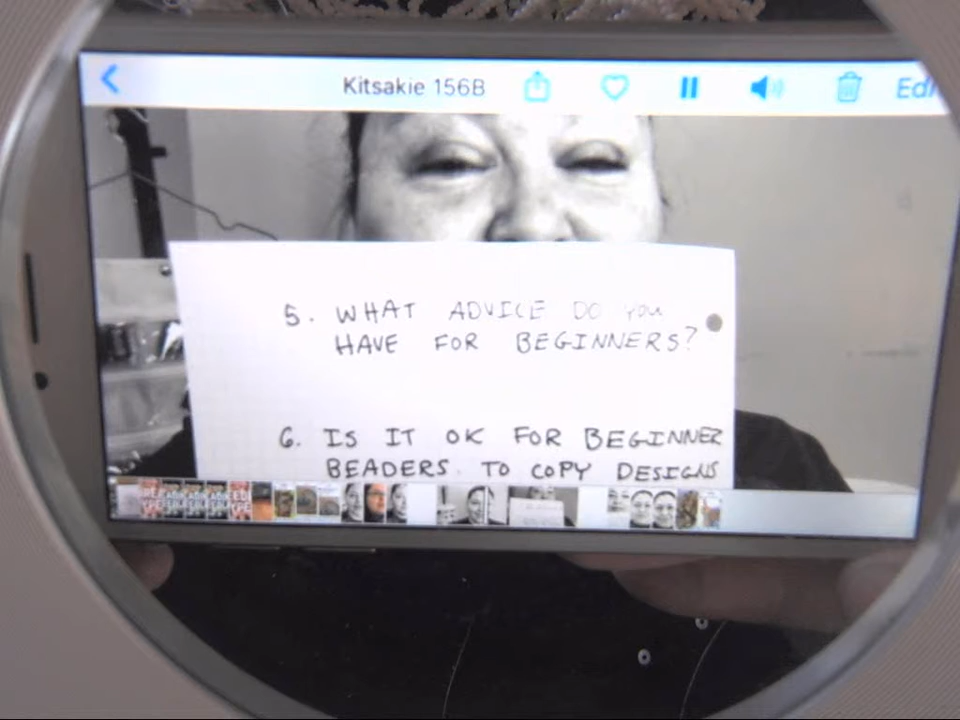 Kitsakie 156B
5. WHAT ADVICE DO YOU
HAVE FOR BEGINNERS?
6. IS IT OK FOR BEGINNER
BEADERS TO COPY DESIGNS